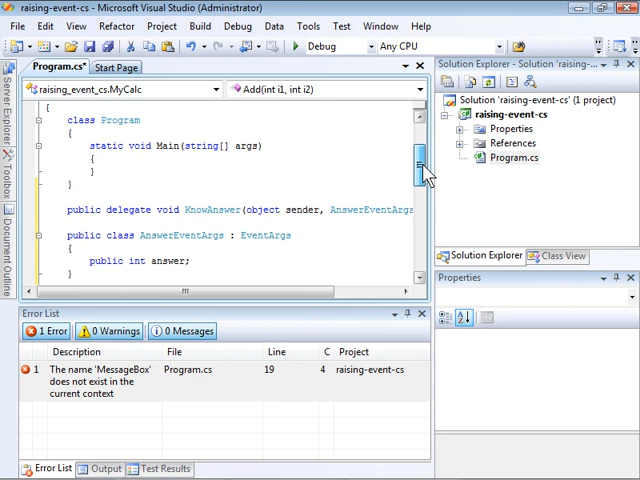 raising-event-cs - Microsoft Visual Studio (Administrator)
File Edit View Refactor Project Build Debug Data Tools Test Window Help
Debug Any CPU
Program.cs* Start Page
raising_event_cs.MyCalc Add(int i1, int i2)
{
class Program
{
static void Main(string[] args)
{
}
}
public delegate void KnowAnswer(object sender, AnswerEventArgs
public class AnswerEventArgs : EventArgs
{
public int answer;
}
Server Explorer
Toolbox
Document Outline
Solution Explorer - Solution 'raising-...
Solution 'raising-event-cs' (1 project)
raising-event-cs
Properties
References
Program.cs
Solution Explorer Class View
Properties
Error List
1 Error 0 Warnings 0 Messages
Description File Line C Project
1 The name 'MessageBox' does not exist in the current context Program.cs 19 4 raising-event-cs
Error List Output Test Results